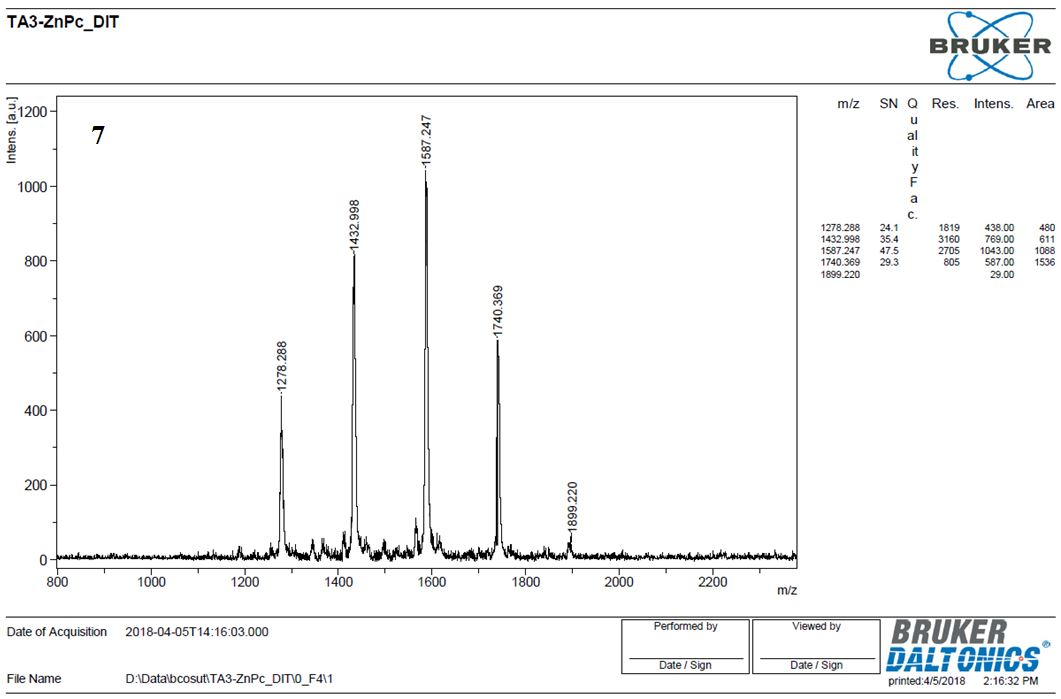 TA3-ZnPc_DIT
BRUKER
Intens. [a.u.]
7
1200
1000
800
600
400
200
0
1278.288
1432.998
1587.247
1740.369
1899.220
800 1000 1200 1400 1600 1800 2000 2200
m/z
m/z SN Q Res. Intens. Area
u
al
it
y
F
a
c.
1278.288 24.1 1819 438.00 480
1432.998 35.4 3160 769.00 611
1587.247 47.5 2705 1043.00 1088
1740.369 29.3 805 587.00 1536
1899.220 29.00
Date of Acquisition 2018-04-05T14:16:03.000
File Name D:\Data\bcosut\TA3-ZnPc_DIT\0_F4\1
Performed by
Date / Sign
Viewed by
Date / Sign
BRUKER
DALTONICS®
printed:4/5/2018 2:16:32 PM